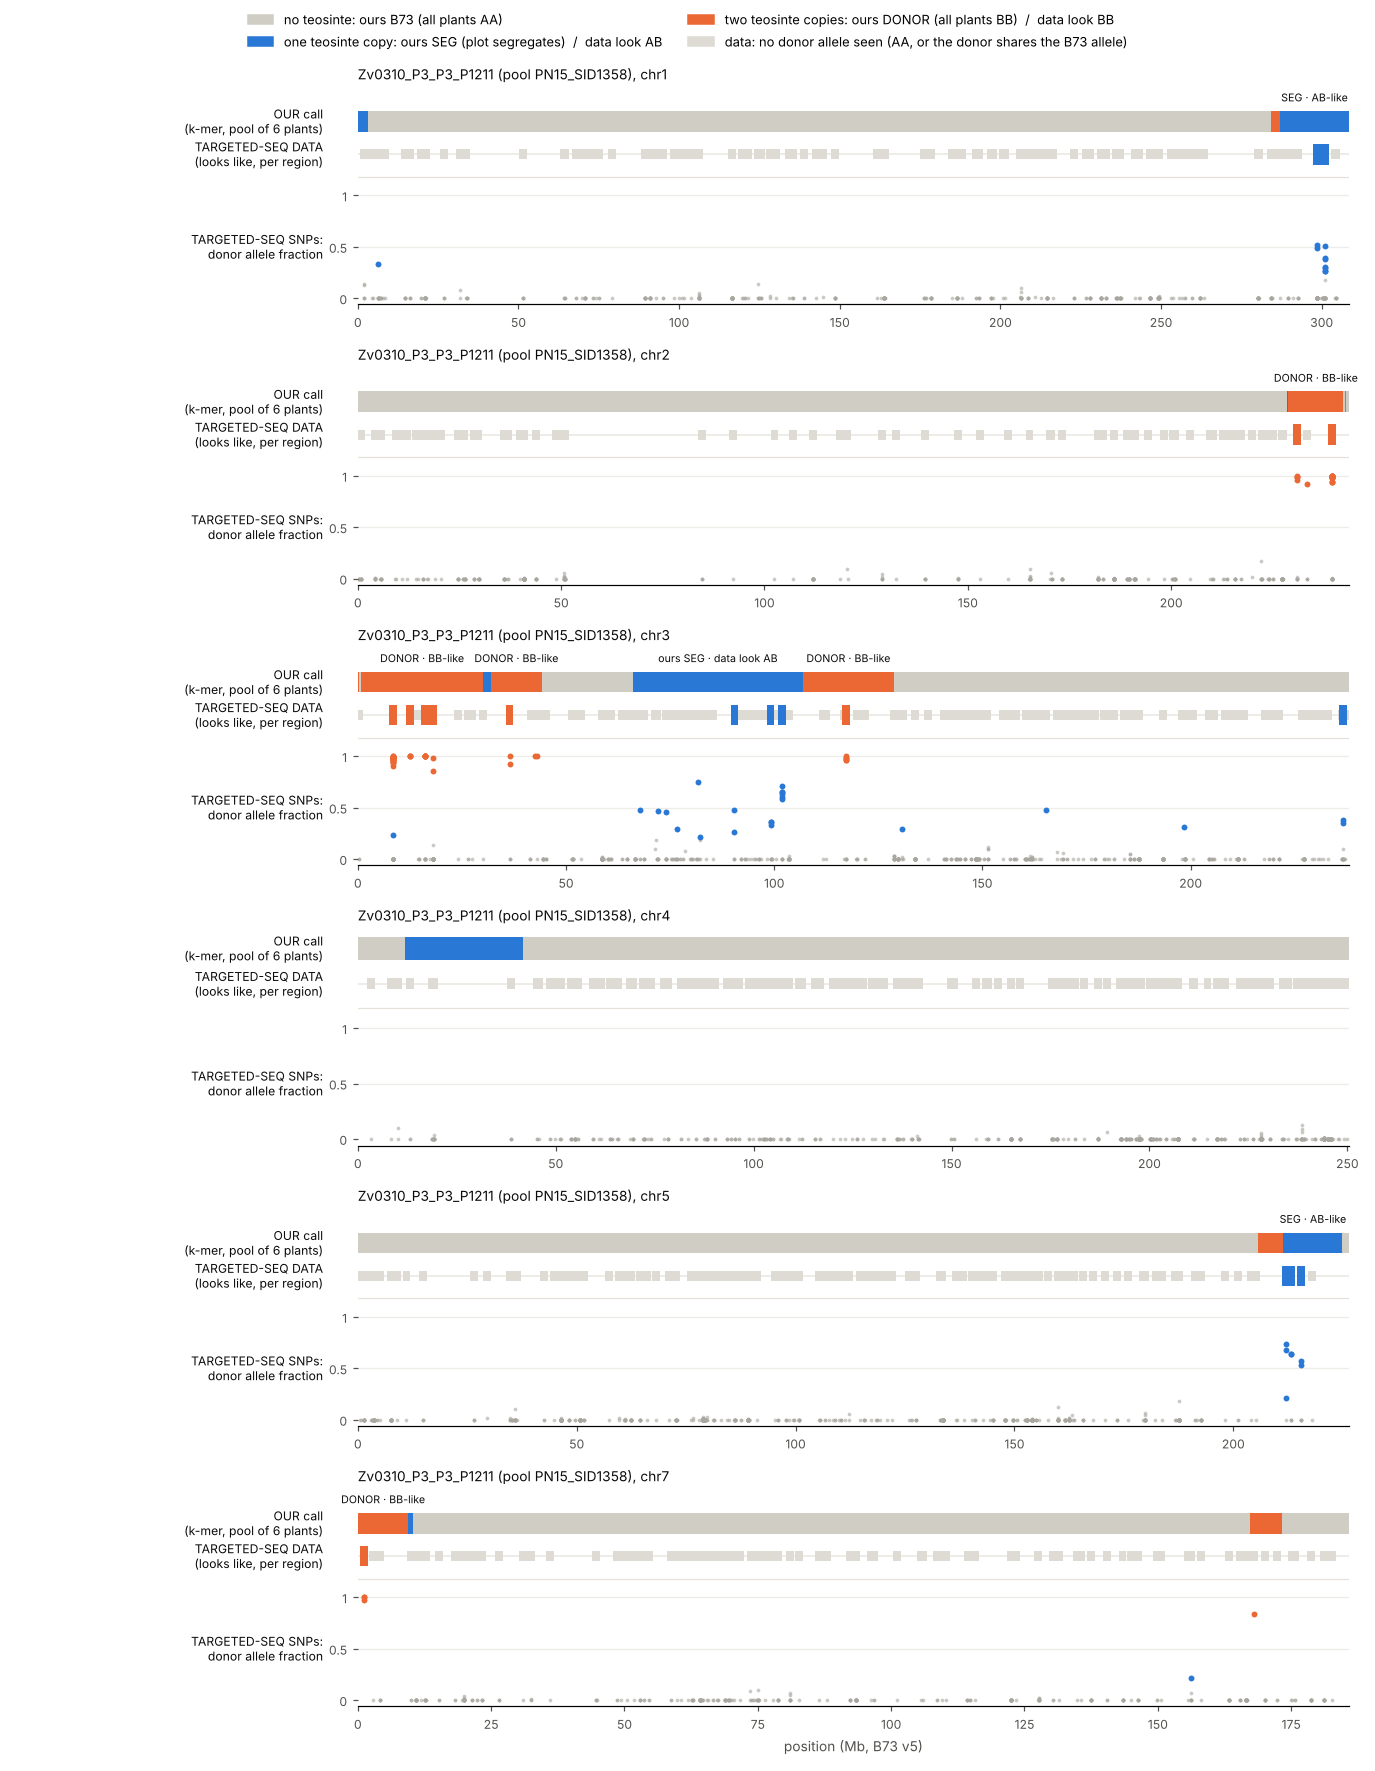 no teosinte: ours B73 (all plants AA)
two teosinte copies: ours DONOR (all plants BB)  /  data look BB
one teosinte copy: ours SEG (plot segregates)  /  data look AB
data: no donor allele seen (AA, or the donor shares the B73 allele)
Zv0310_P3_P3_P1211 (pool PN15_SID1358), chr1
SEG · AB-like
OUR call
(k-mer, pool of 6 plants)
TARGETED-SEQ DATA
(looks like, per region)
1
TARGETED-SEQ SNPs:
donor allele fraction
0.5
0
0 50 100 150 200 250 300
Zv0310_P3_P3_P1211 (pool PN15_SID1358), chr2
DONOR · BB-like
OUR call
(k-mer, pool of 6 plants)
TARGETED-SEQ DATA
(looks like, per region)
1
TARGETED-SEQ SNPs:
donor allele fraction
0.5
0
0 50 100 150 200
Zv0310_P3_P3_P1211 (pool PN15_SID1358), chr3
DONOR · BB-like DONOR · BB-like ours SEG · data look AB DONOR · BB-like
OUR call
(k-mer, pool of 6 plants)
TARGETED-SEQ DATA
(looks like, per region)
1
TARGETED-SEQ SNPs:
donor allele fraction
0.5
0
0 50 100 150 200
Zv0310_P3_P3_P1211 (pool PN15_SID1358), chr4
OUR call
(k-mer, pool of 6 plants)
TARGETED-SEQ DATA
(looks like, per region)
1
TARGETED-SEQ SNPs:
donor allele fraction
0.5
0
0 50 100 150 200 250
Zv0310_P3_P3_P1211 (pool PN15_SID1358), chr5
SEG · AB-like
OUR call
(k-mer, pool of 6 plants)
TARGETED-SEQ DATA
(looks like, per region)
1
TARGETED-SEQ SNPs:
donor allele fraction
0.5
0
0 50 100 150 200
Zv0310_P3_P3_P1211 (pool PN15_SID1358), chr7
DONOR · BB-like
OUR call
(k-mer, pool of 6 plants)
TARGETED-SEQ DATA
(looks like, per region)
1
TARGETED-SEQ SNPs:
donor allele fraction
0.5
0
0 25 50 75 100 125 150 175
position (Mb, B73 v5)